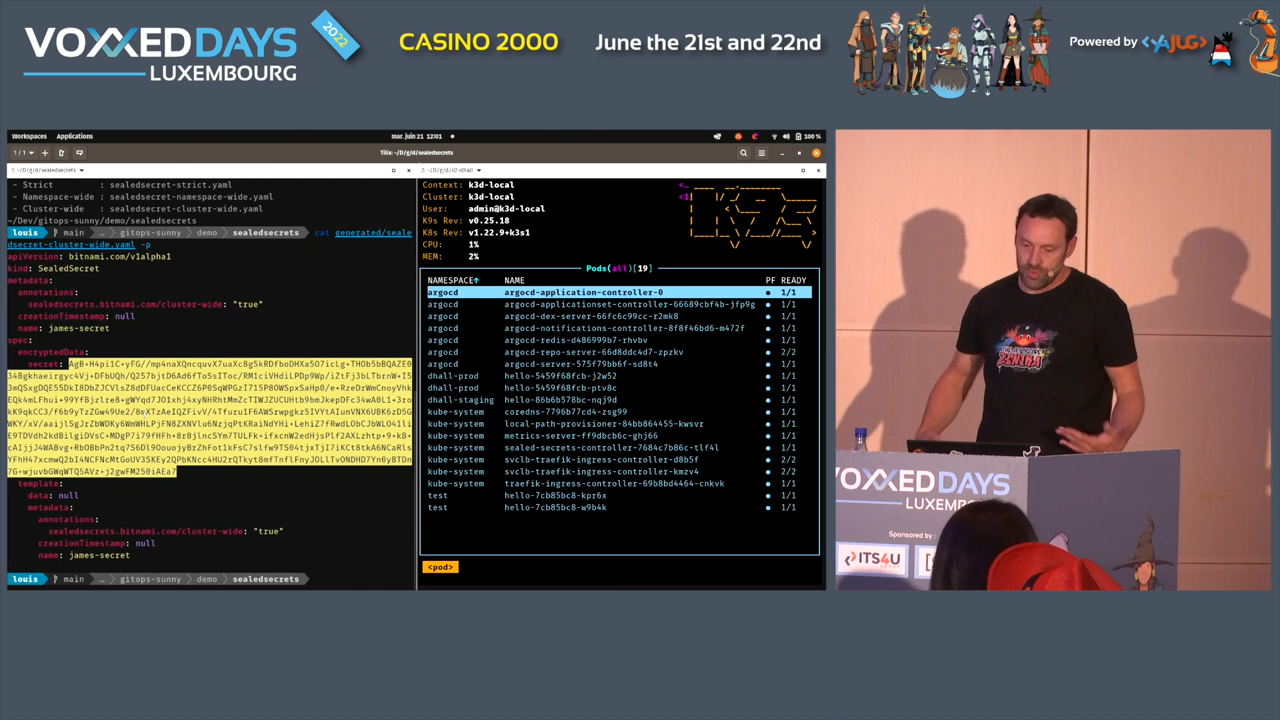 VOXXED DAYS
LUXEMBOURG
2022
CASINO 2000
June the 21st and 22nd
Powered by <YAJUG>
Workspaces Applications
mar. juin 21 12:01
100 %
1/1
Title: ~/D/g/d/sealedsecrets
1: ~/D/g/d/sealedsecrets
- Strict : sealedsecret-strict.yaml
- Namespace-wide : sealedsecret-namespace-wide.yaml
- Cluster-wide : sealedsecret-cluster-wide.yaml
~/Dev/gitops-sunny/demo/sealedsecrets
louis main … gitops-sunny demo sealedsecrets cat generated/seale
dsecret-cluster-wide.yaml -p
apiVersion: bitnami.com/v1alpha1
kind: SealedSecret
metadata:
annotations:
sealedsecrets.bitnami.com/cluster-wide: "true"
creationTimestamp: null
name: james-secret
spec:
encryptedData:
secret:
template:
data: null
metadata:
annotations:
sealedsecrets.bitnami.com/cluster-wide: "true"
creationTimestamp: null
name: james-secret
louis main … gitops-sunny demo sealedsecrets
2: ~/D/g/d/02-dhall
Context: k3d-local
Cluster: k3d-local
User: admin@k3d-local
K9s Rev: v0.25.18
K8s Rev: v1.22.9+k3s1
CPU: 1%
MEM: 2%
Pods(all)[19]
NAMESPACE↑ NAME PF READY
argocd argocd-application-controller-0 ● 1/1
argocd argocd-applicationset-controller-66689cbf4b-jfp9g ● 1/1
argocd argocd-dex-server-66fc6c99cc-r2mk8 ● 1/1
argocd argocd-notifications-controller-8f8f46bd6-m472f ● 1/1
argocd argocd-redis-d486999b7-rhvbv ● 1/1
argocd argocd-repo-server-66d8ddc4d7-zpzkv ● 2/2
argocd argocd-server-575f79bb6f-sd8t4 ● 1/1
dhall-prod hello-5459f68fcb-j2w52 ● 1/1
dhall-prod hello-5459f68fcb-ptv8c ● 1/1
dhall-staging hello-86b6b578bc-nqj9d ● 1/1
kube-system coredns-7796b77cd4-zsg99 ● 1/1
kube-system local-path-provisioner-84bb864455-kwsvr ● 1/1
kube-system metrics-server-ff9dbcb6c-ghj66 ● 1/1
kube-system sealed-secrets-controller-7684c7b86c-tlf4l ● 1/1
kube-system svclb-traefik-ingress-controller-d8b5f ● 2/2
kube-system svclb-traefik-ingress-controller-kmzv4 ● 2/2
kube-system traefik-ingress-controller-69b8bd4464-cnkvk ● 1/1
test hello-7cb85bc8-kpr6x ● 1/1
test hello-7cb85bc8-w9b4k ● 1/1
<pod>
VOXXED DAYS
LUXEMBOURG
Sponsored by :
ITS4U